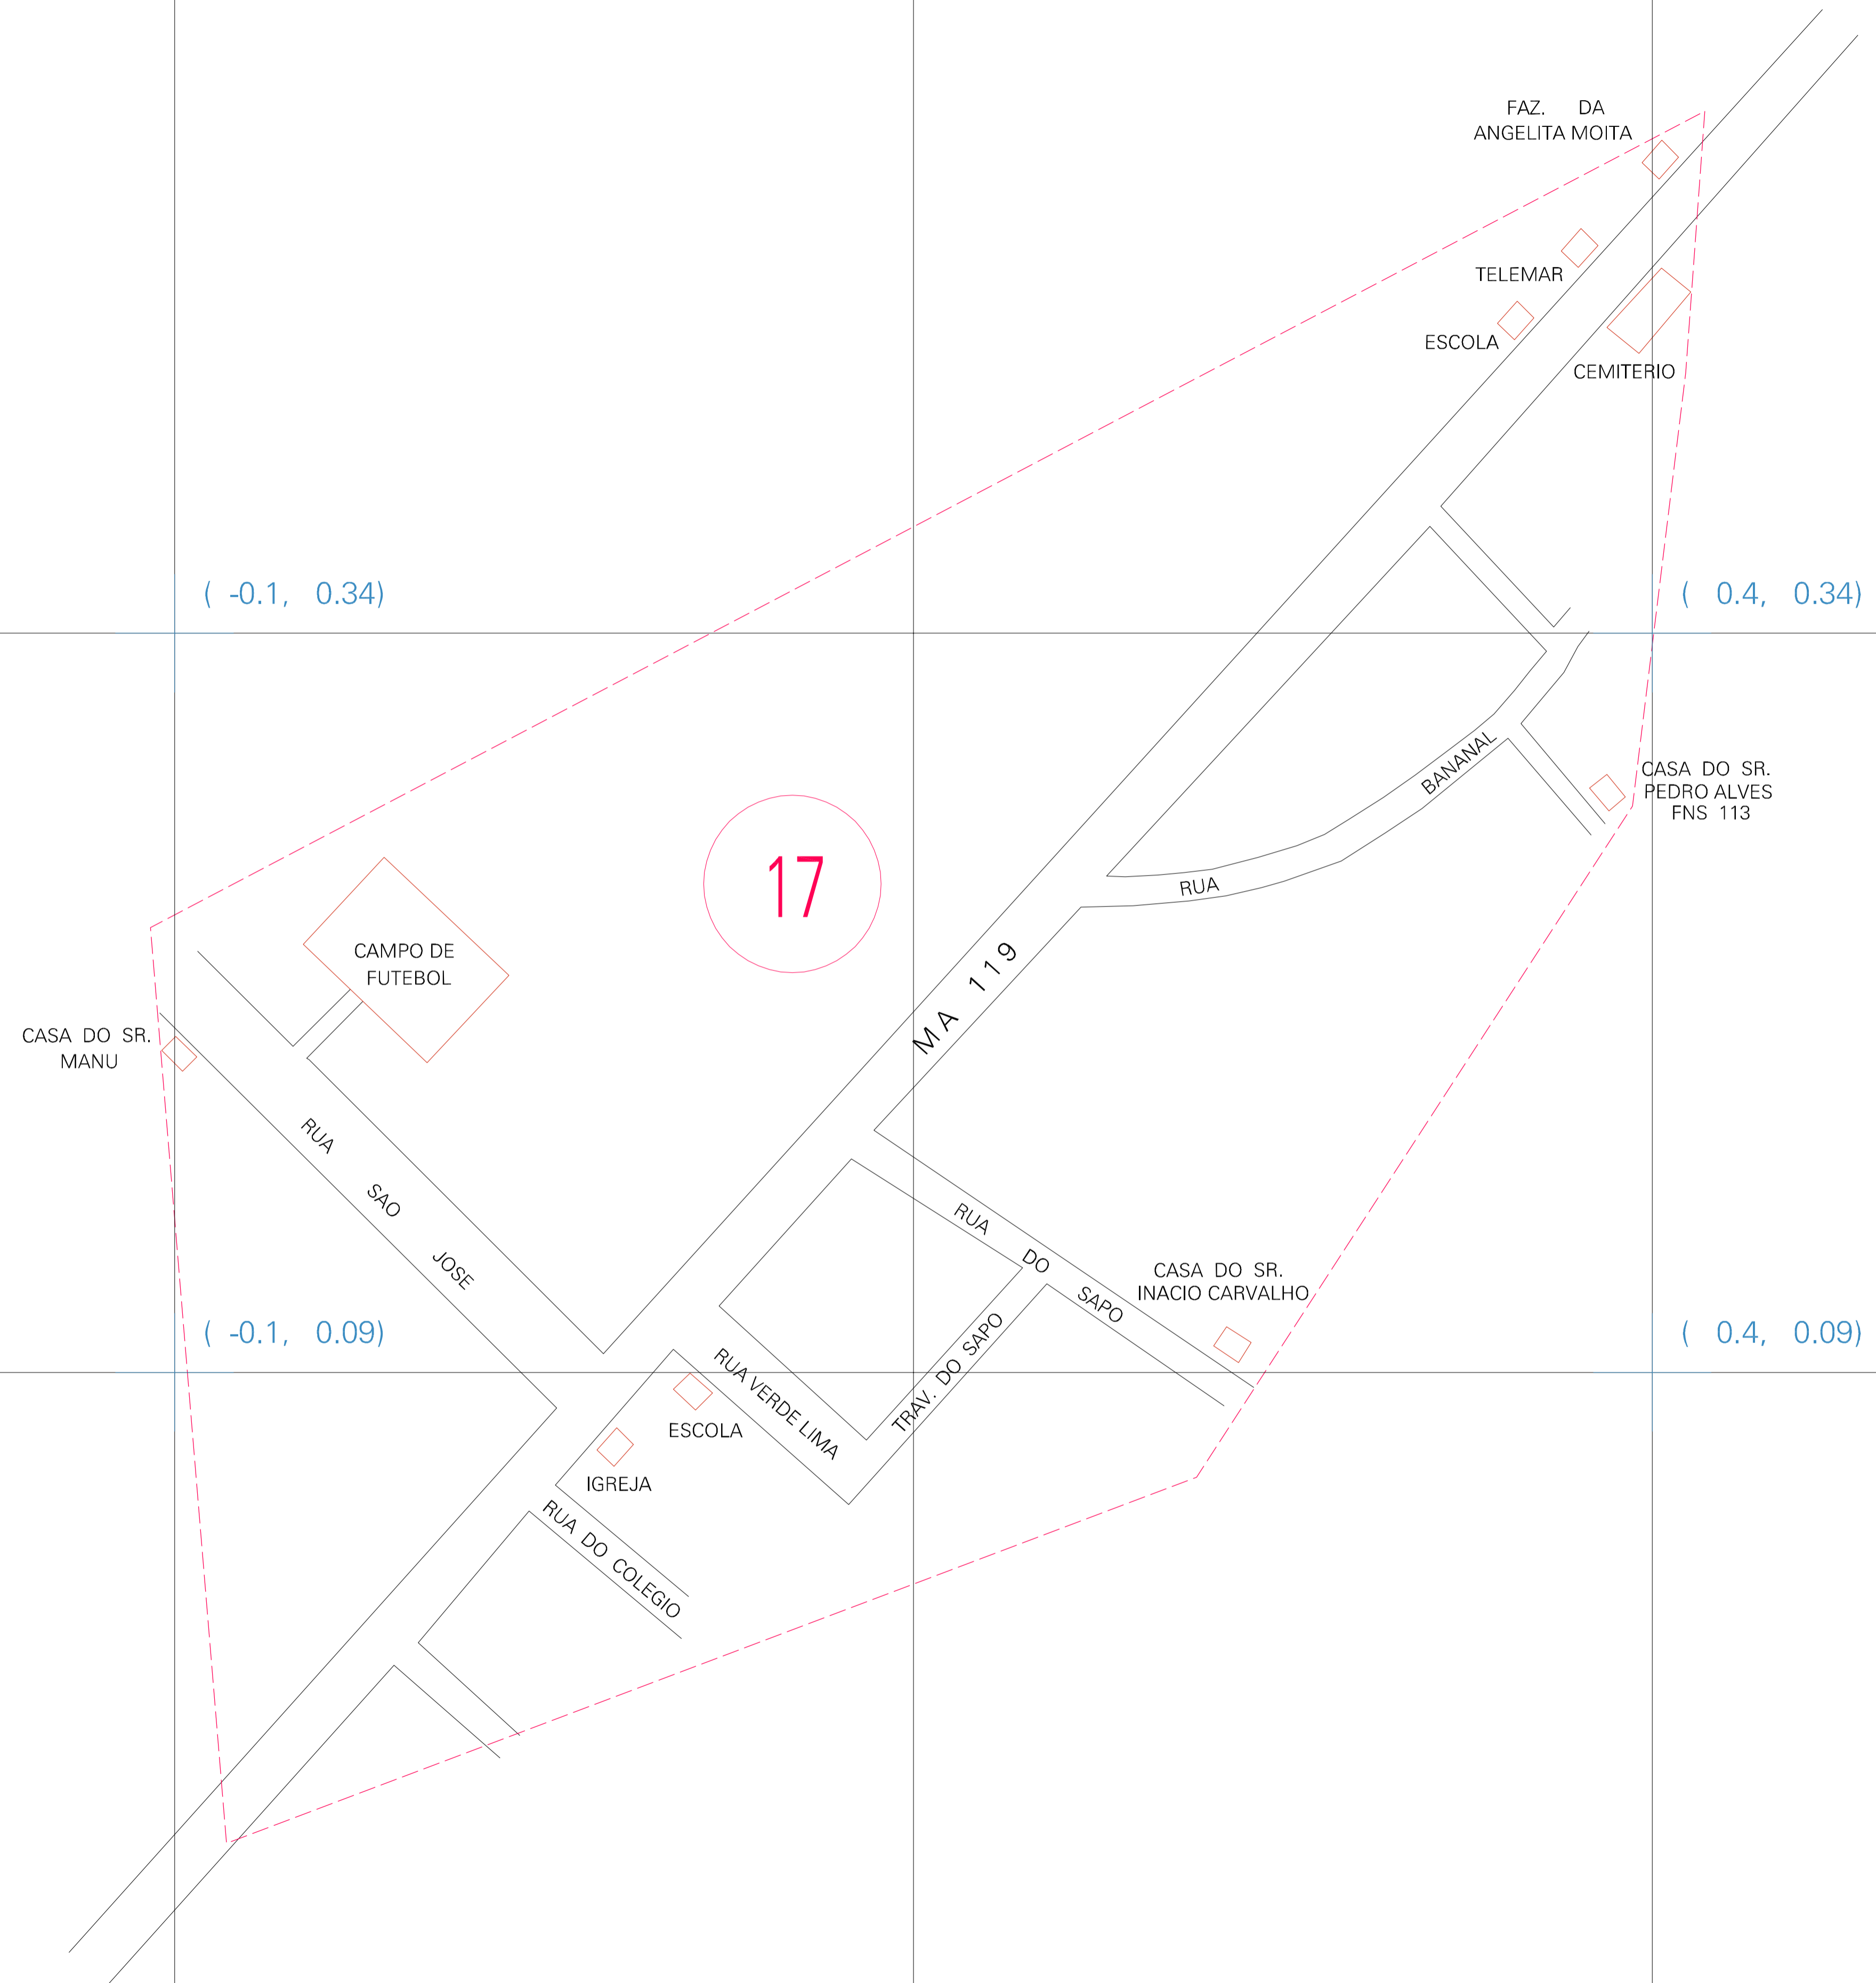 FAZ. DA
ANGELITA MOITA
TELEMAR
ESCOLA
CEMITERIO
( -0.1, 0.34)
( 0.4, 0.34)
BANANAL
CASA DO SR.
PEDRO ALVES
FNS 113
17
RUA
CAMPO DE
FUTEBOL
MA 119
CASA DO SR.
MANU
RUA
SAO
JOSE
RUA
DO
SAPO
CASA DO SR.
INACIO CARVALHO
( -0.1, 0.09)
( 0.4, 0.09)
RUA VERDE LIMA
TRAV. DO SAPO
ESCOLA
IGREJA
RUA DO COLEGIO